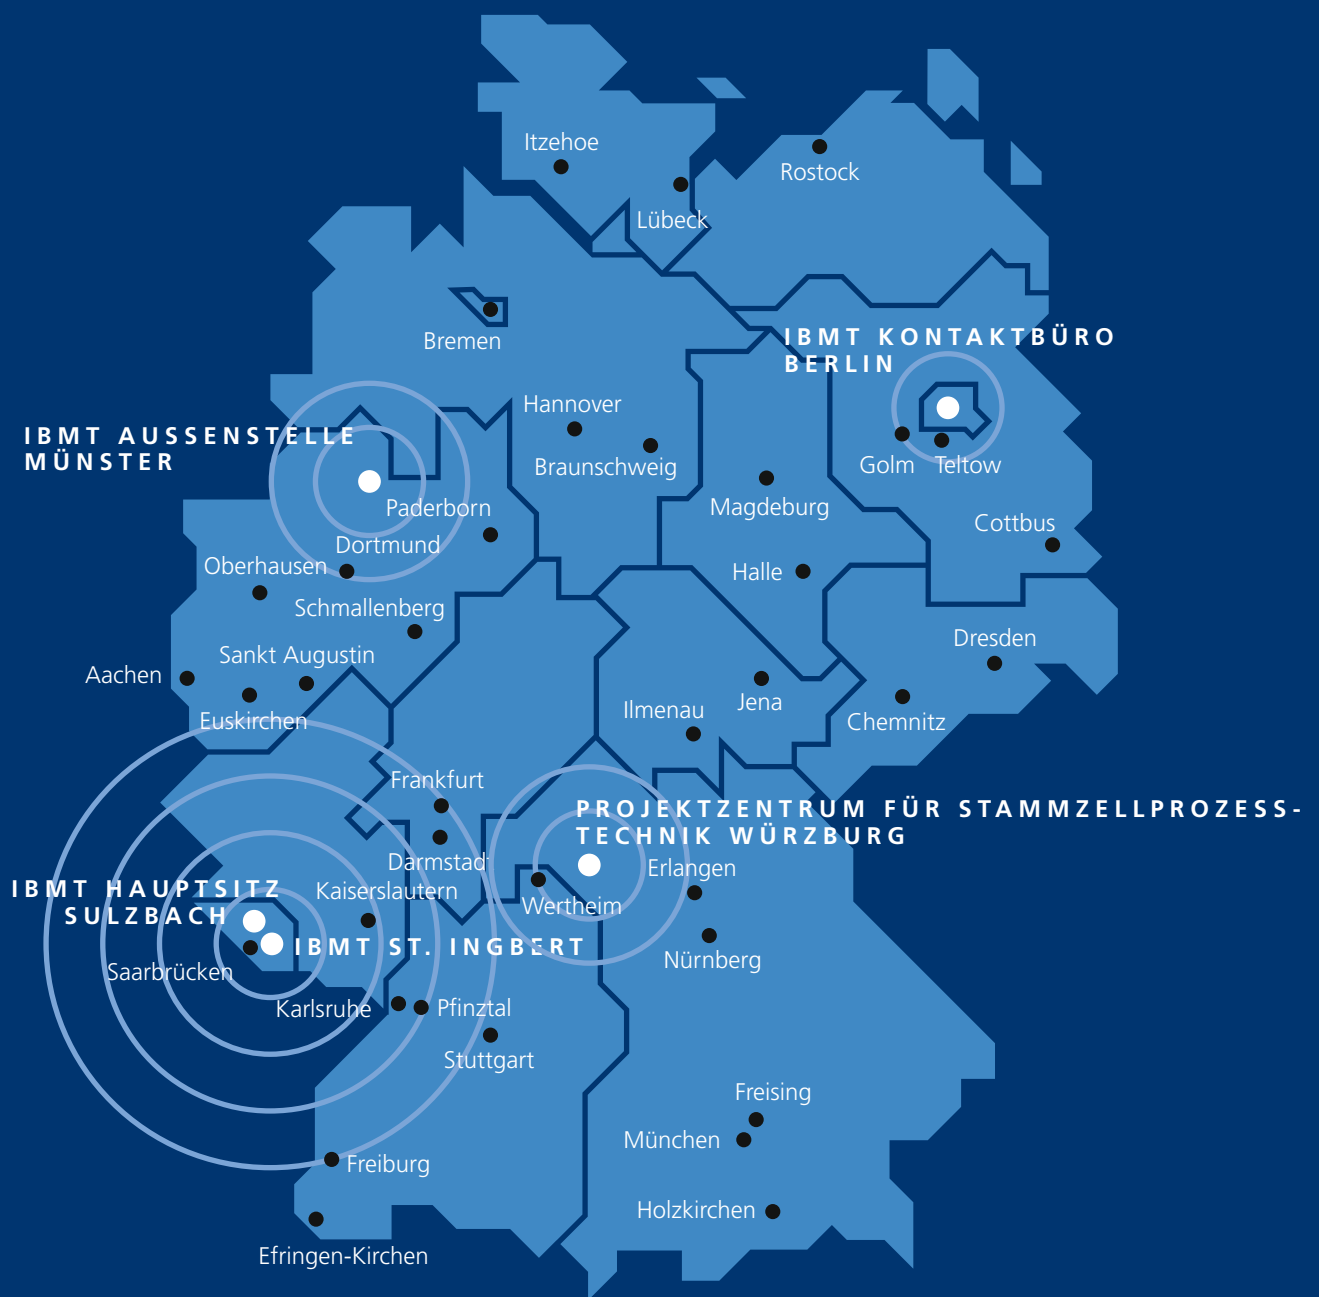 Itzehoe
Rostock
Lübeck
Bremen
IBMT KONTAKTBÜRO
BERLIN
Hannover
IBMT AUSSENSTELLE
MÜNSTER
Braunschweig
Golm
Teltow
Paderborn
Magdeburg
Cottbus
Dortmund
Oberhausen
Halle
Schmallenberg
Dresden
Sankt Augustin
Aachen
Jena
Ilmenau
Euskirchen
Chemnitz
Frankfurt
PROJEKTZENTRUM FÜR STAMMZELLPROZESS-
TECHNIK WÜRZBURG
Darmstad
Erlangen
IBMT HAUPTSITZ
SULZBACH
Kaiserslautern
Wertheim
IBMT ST. INGBERT
Nürnberg
Saarbrücken
Karlsruhe
Pfinztal
Stuttgart
Freising
München
Freiburg
Holzkirchen
Efringen-Kirchen